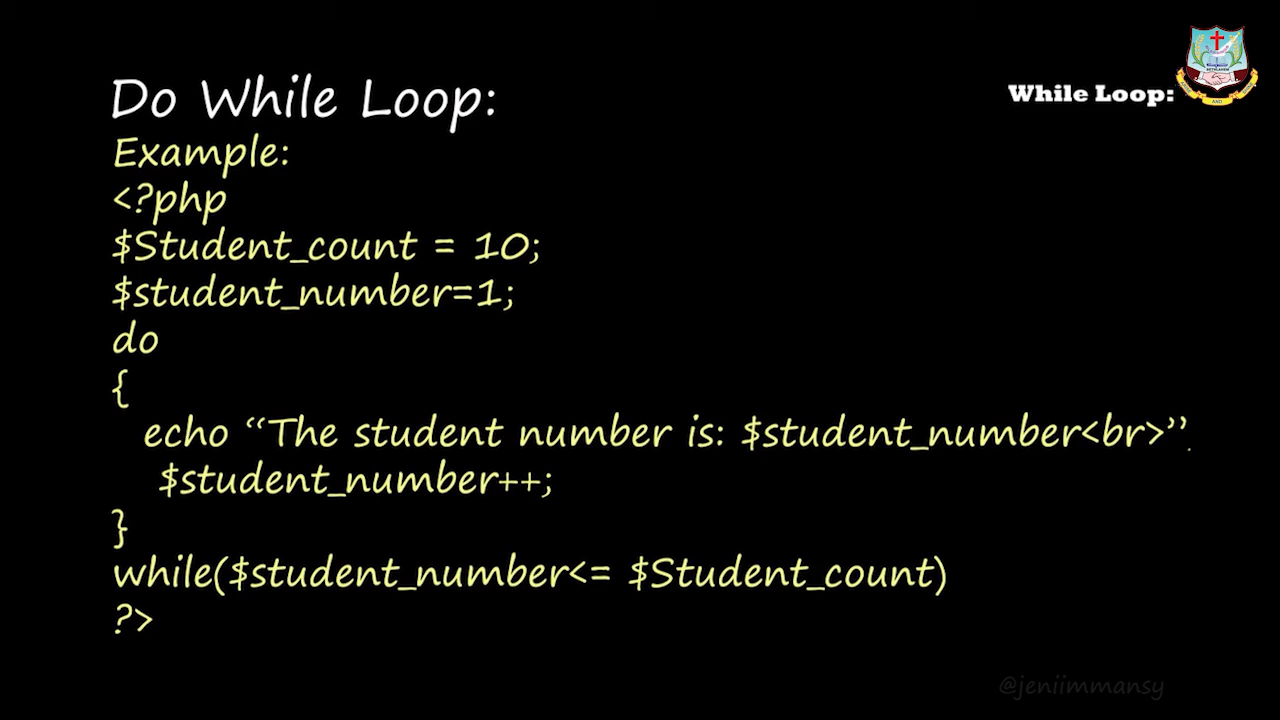 Do While Loop:
While Loop:
Example:
<?php
$Student_count = 10;
$student_number=1;
do
{
echo “The student number is: $student_number<br>”
$student_number++;
}
while($student_number<= $Student_count)
?>
@jeniimmansy